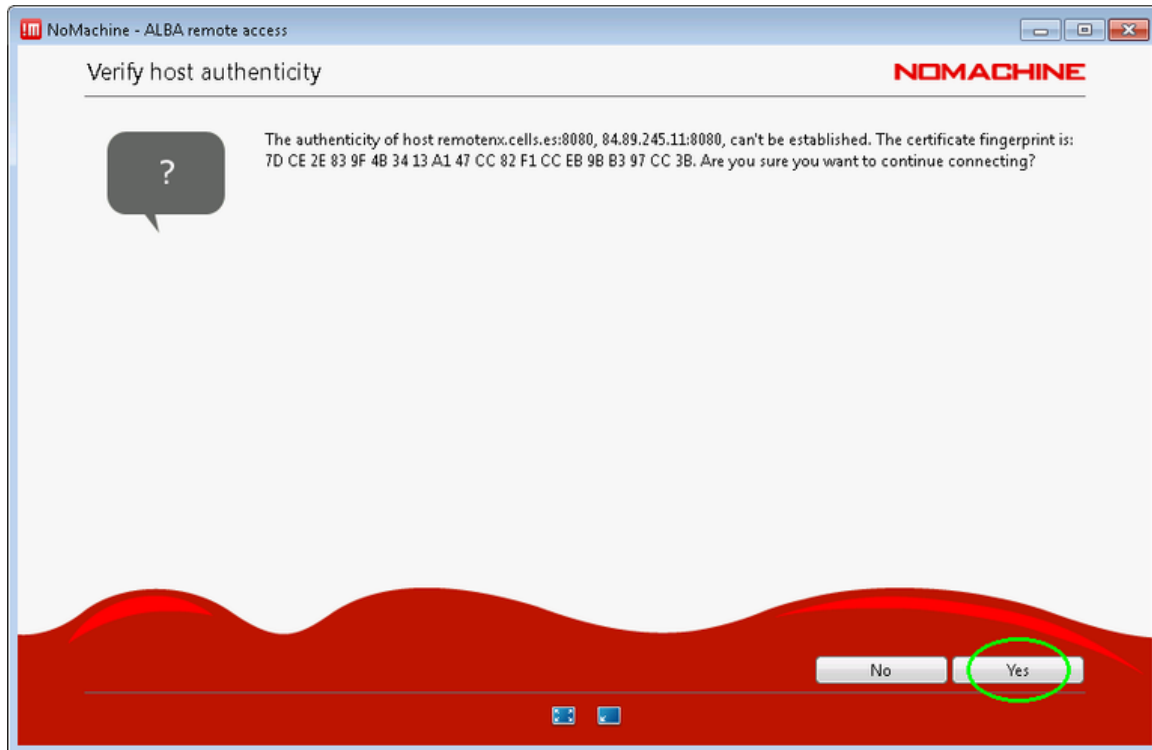 NoMachine - ALBA remote access
Verify host authenticity
NOMACHINE
?
The authenticity of host remotenx.cells.es:8080, 84.89.245.11:8080, can't be established. The certificate fingerprint is:
7D CE 2E 83 9F 4B 34 13 A1 47 CC 82 F1 CC EB 9B B3 97 CC 3B. Are you sure you want to continue connecting?
No
Yes